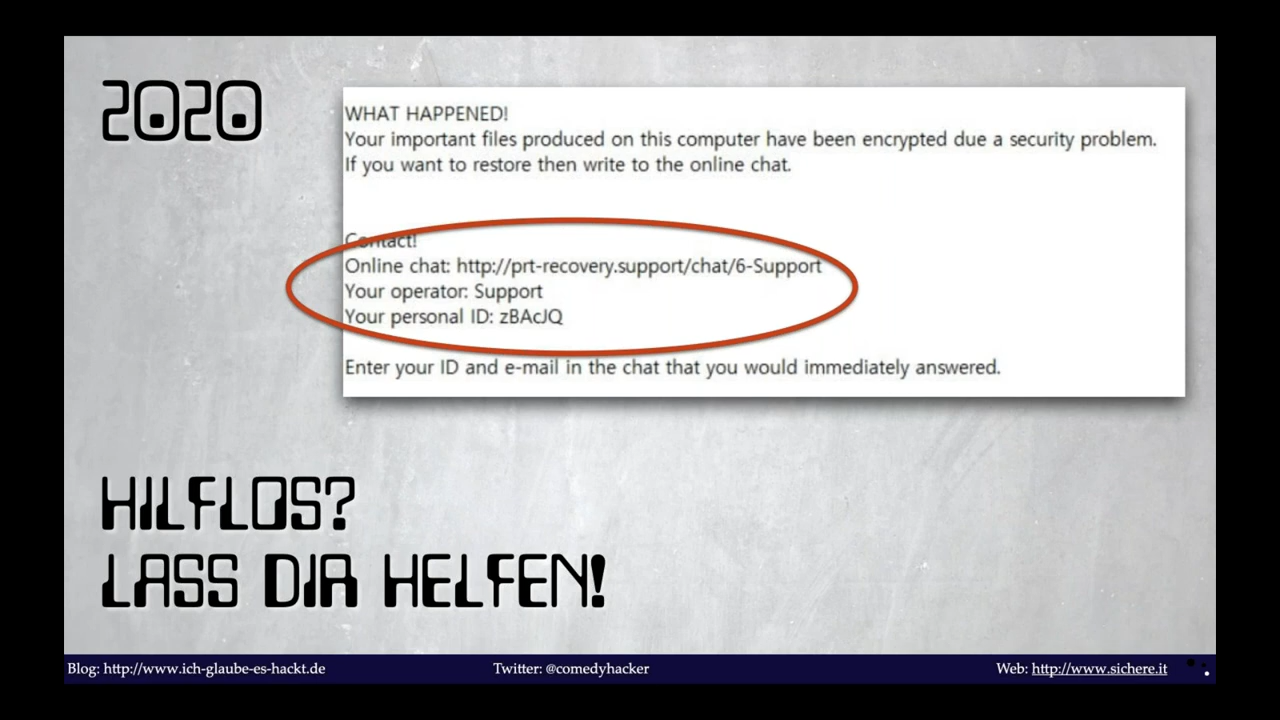 2020
WHAT HAPPENED!
Your important files produced on this computer have been encrypted due a security problem.
If you want to restore then write to the online chat.
Contact!
Online chat: http://prt-recovery.support/chat/6-Support
Your operator: Support
Your personal ID: zBAcJQ
Enter your ID and e-mail in the chat that you would immediately answered.
HILFLOS?
LASS DIR HELFEN!
Blog: http://www.ich-glaube-es-hackt.de Twitter: @comedyhacker Web: http://www.sichere.it